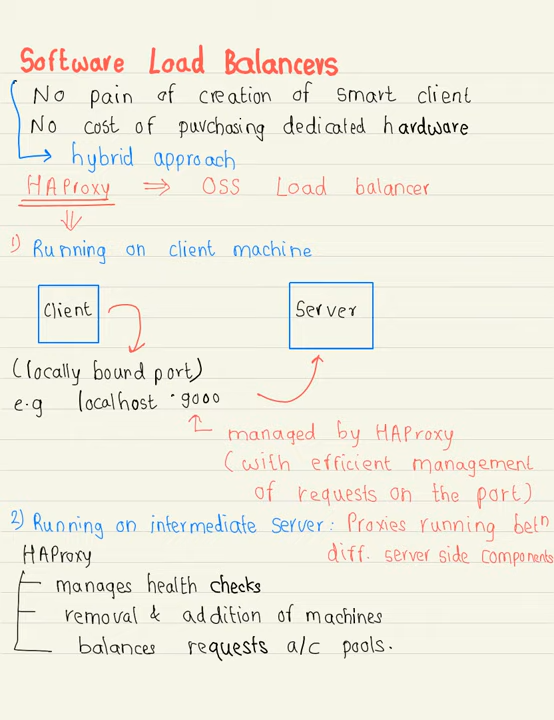 Software Load Balancers
No pain of creation of smart client
No cost of purchasing dedicated hardware
hybrid approach
HAProxy ⇒ OSS Load balancer
1) Running on client machine
Client
Server
(locally bound port)
e.g localhost : 9000
managed by HAProxy
(with efficient management
of requests on the port)
2) Running on intermediate server: Proxies running betn
diff. server side components
HAProxy
manages health checks
removal & addition of machines
balances requests a/c pools.